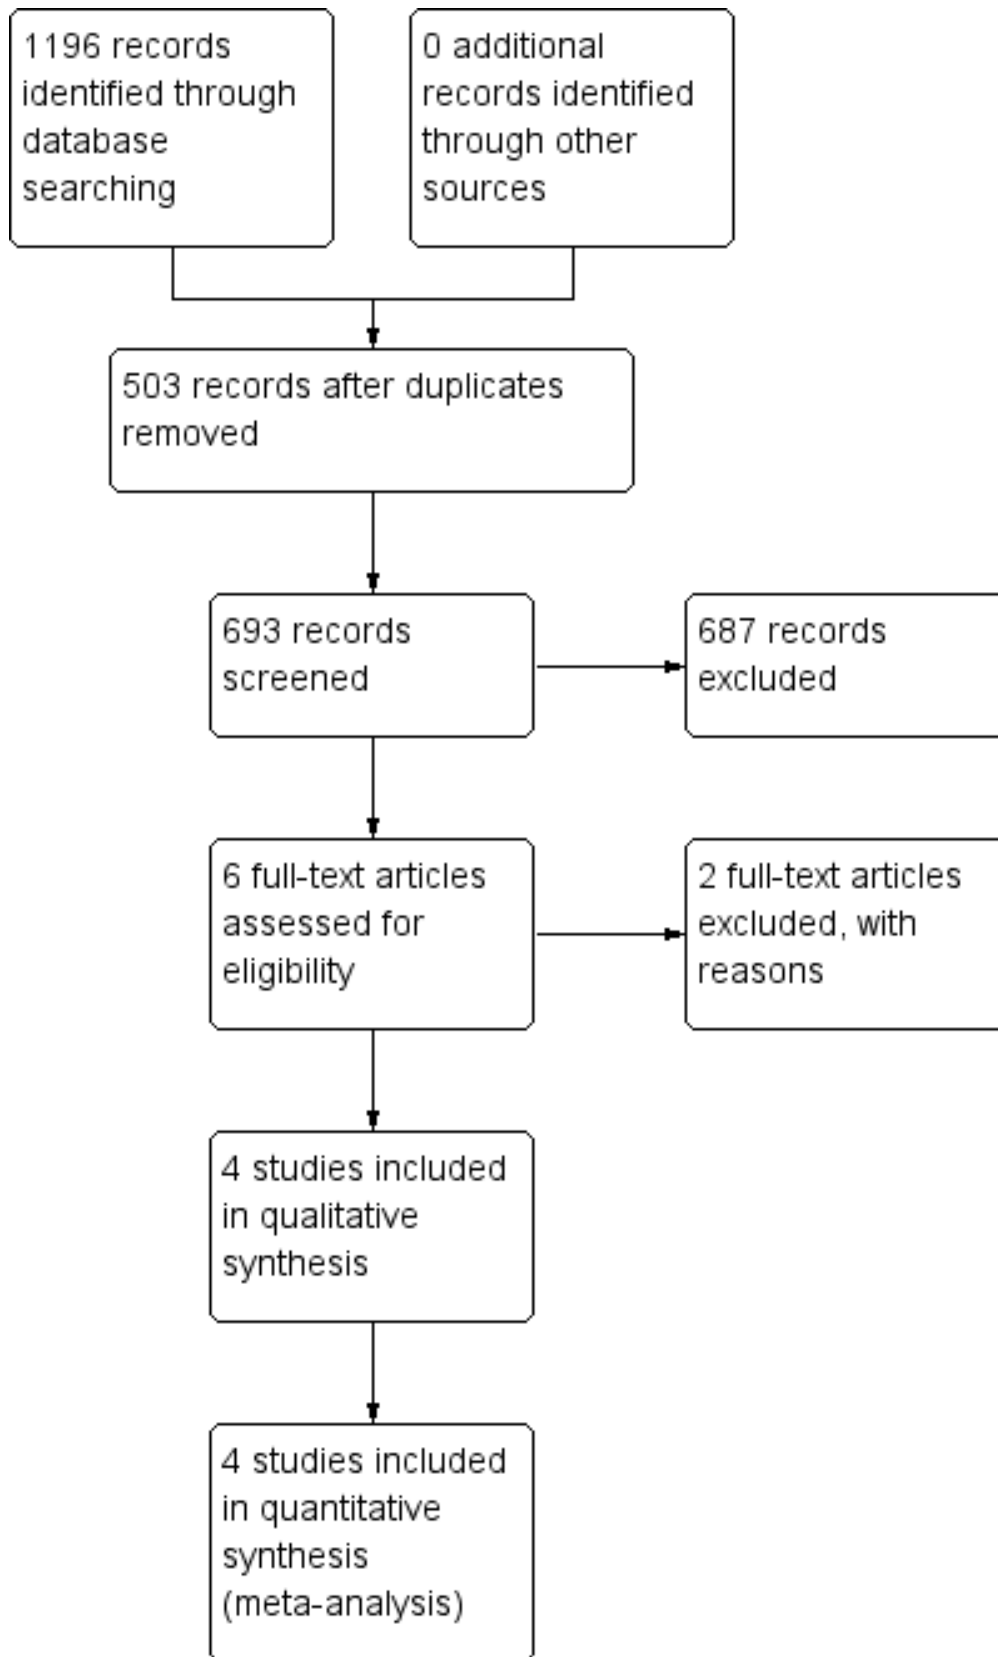 1196 records
identified through
database
searching
0 additional
records identified
through other
sources
503 records after duplicates
removed
693 records
screened
687 records
excluded
6 full-text articles
assessed for
eligibility
2 full-text articles
excluded, with
reasons
4 studies included
in qualitative
synthesis
4 studies included
in quantitative
synthesis
(meta-analysis)